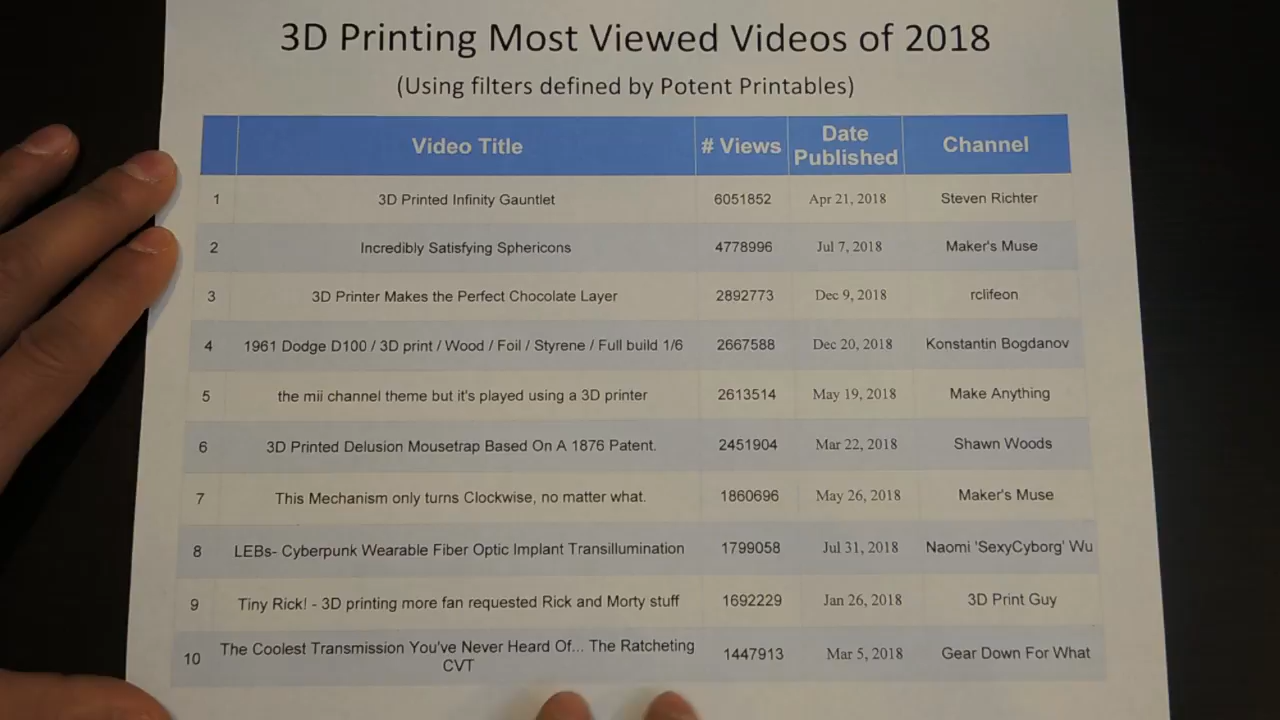 3D Printing Most Viewed Videos of 2018
(Using filters defined by Potent Printables)
Video Title # Views Date Published Channel
1 3D Printed Infinity Gauntlet 6051852 Apr 21, 2018 Steven Richter
2 Incredibly Satisfying Sphericons 4778996 Jul 7, 2018 Maker's Muse
3 3D Printer Makes the Perfect Chocolate Layer 2892773 Dec 9, 2018 rclifeon
4 1961 Dodge D100 / 3D print / Wood / Foil / Styrene / Full build 1/6 2667588 Dec 20, 2018 Konstantin Bogdanov
5 the mii channel theme but it's played using a 3D printer 2613514 May 19, 2018 Make Anything
6 3D Printed Delusion Mousetrap Based On A 1876 Patent. 2451904 Mar 22, 2018 Shawn Woods
7 This Mechanism only turns Clockwise, no matter what. 1860696 May 26, 2018 Maker's Muse
8 LEBs- Cyberpunk Wearable Fiber Optic Implant Transillumination 1799058 Jul 31, 2018 Naomi 'SexyCyborg' Wu
9 Tiny Rick! - 3D printing more fan requested Rick and Morty stuff 1692229 Jan 26, 2018 3D Print Guy
10 The Coolest Transmission You've Never Heard Of... The Ratcheting CVT 1447913 Mar 5, 2018 Gear Down For What